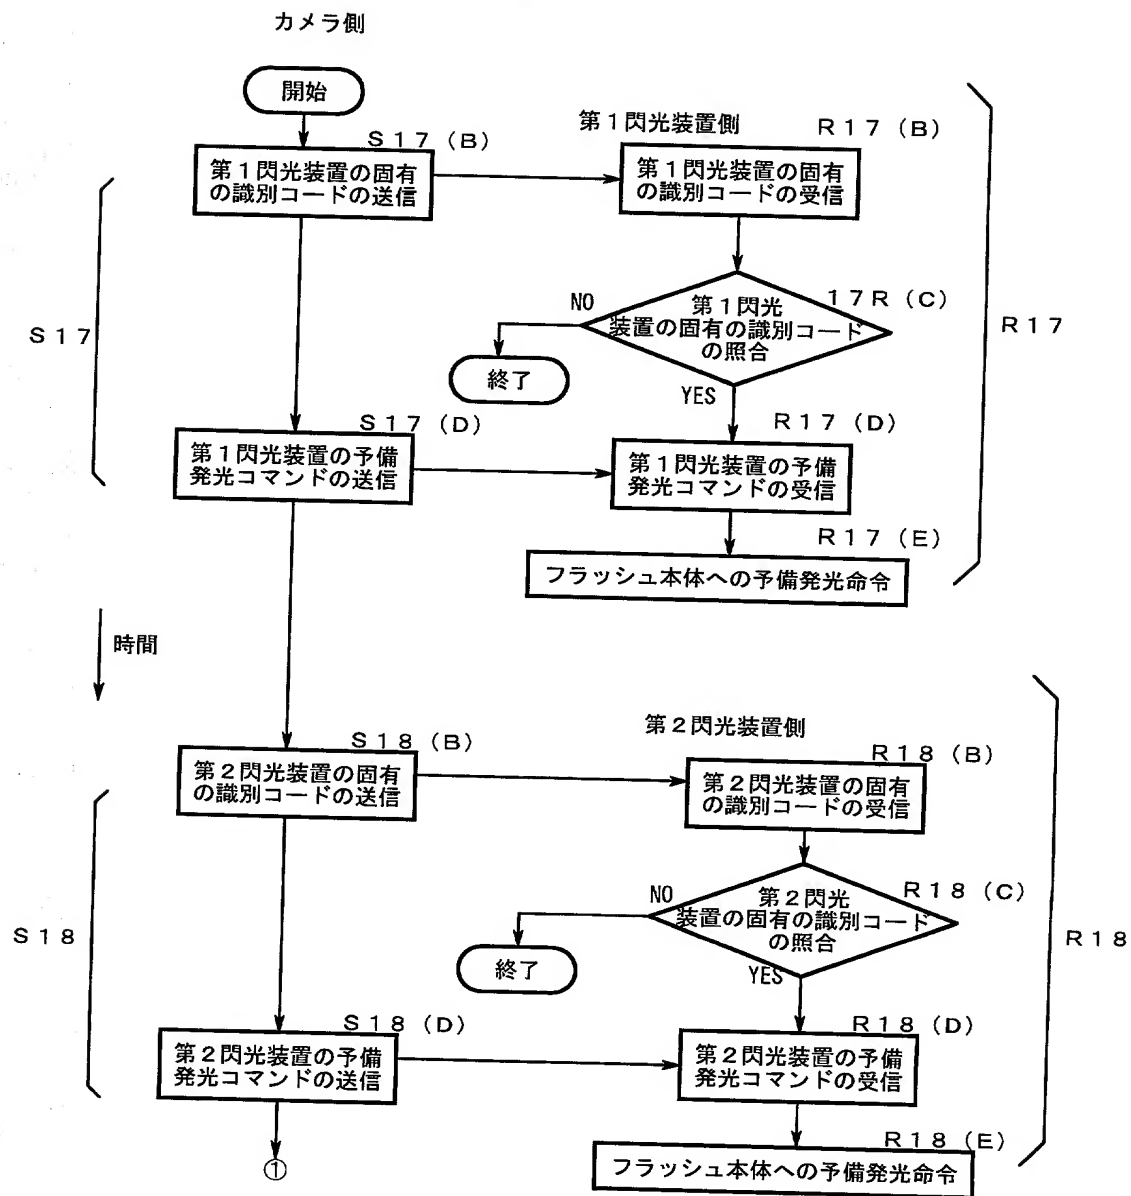 カメラ側
開始
第1閃光装置側
S17(B)
R17(B)
第1閃光装置の固有
の識別コードの送信
第1閃光装置の固有
の識別コードの受信
17R(C)
NO
第1閃光
装置の固有の識別コード
の照合
S17
R17
終了
YES
S17(D)
R17(D)
第1閃光装置の予備
発光コマンドの送信
第1閃光装置の予備
発光コマンドの受信
R17(E)
フラッシュ本体への予備発光命令
時間
第2閃光装置側
S18(B)
R18(B)
第2閃光装置の固有
の識別コードの送信
第2閃光装置の固有
の識別コードの受信
R18(C)
NO
第2閃光
装置の固有の識別コード
の照合
S18
R18
終了
YES
S18(D)
R18(D)
第2閃光装置の予備
発光コマンドの送信
第2閃光装置の予備
発光コマンドの受信
R18(E)
①
フラッシュ本体への予備発光命令